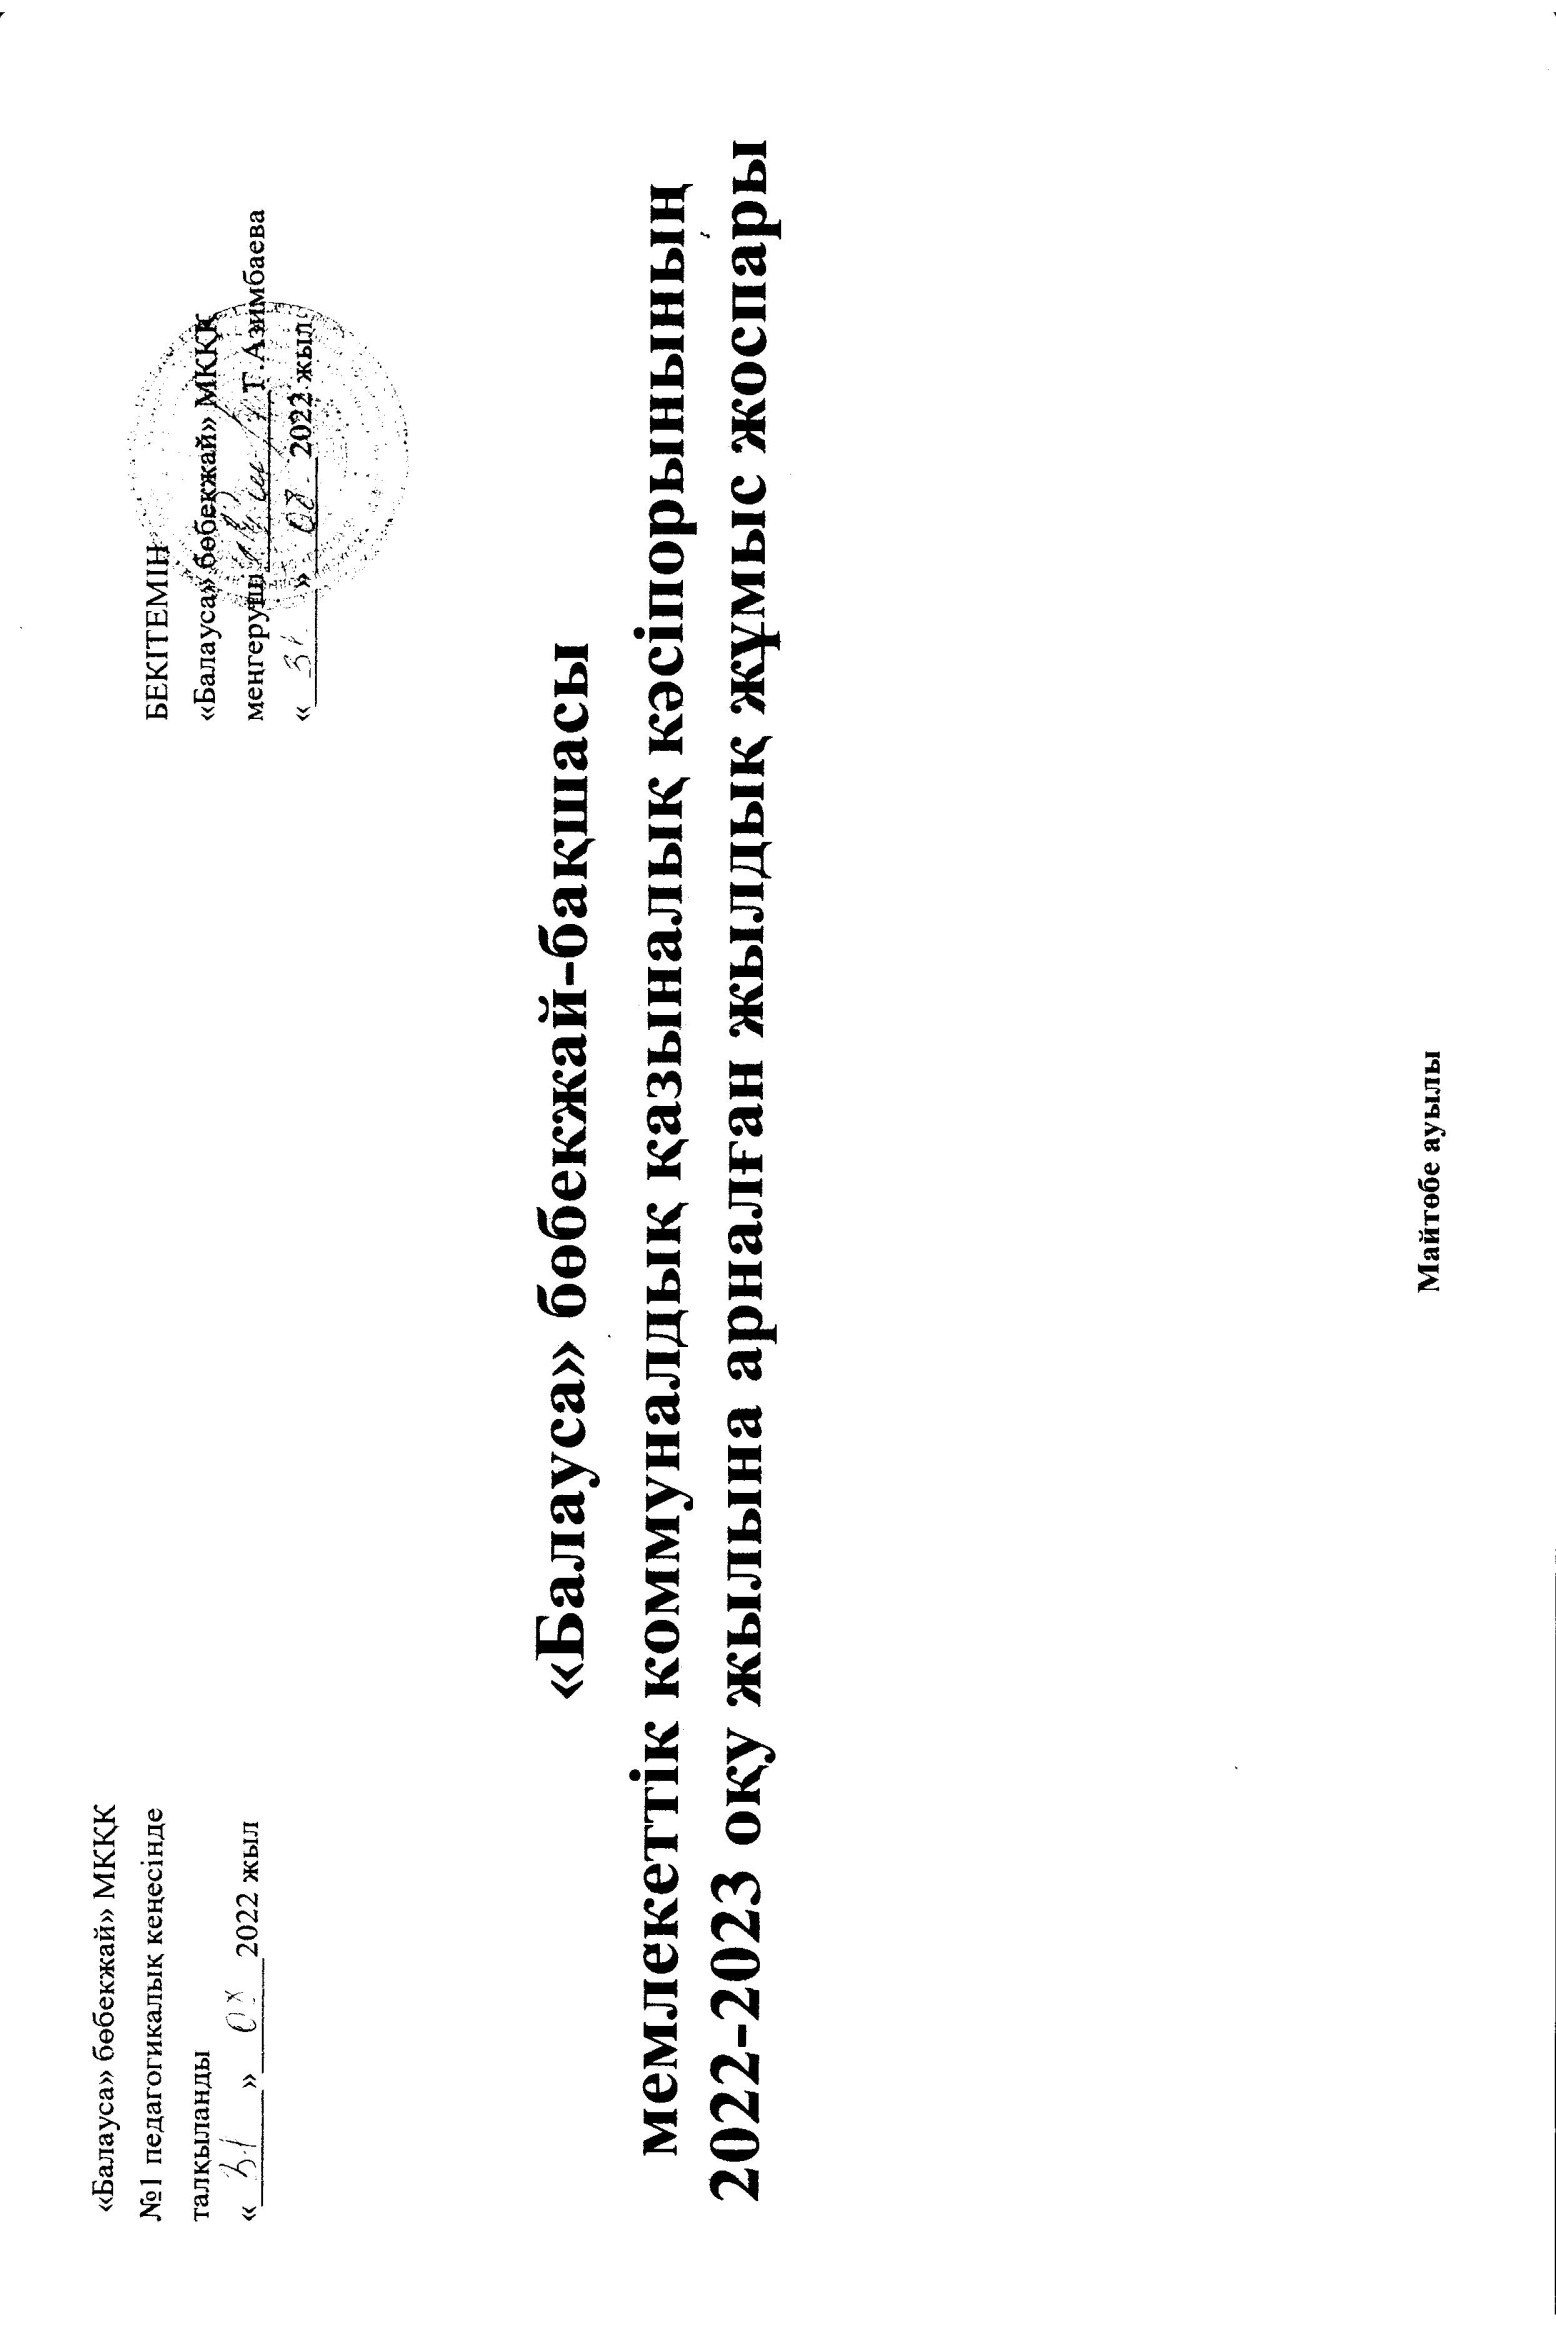 «Балауса» бөбекжай» МКҚК
№1 педагогикалық кеңесінде
талқыланды
« 31 » 08 2022 жыл
БЕКІТЕМІН
«Балауса» бөбекжай» МКҚК
меңгеруші Т.Азимбаева
« 31 » 08 2022 жыл
«Балауса» бөбекжай-бақшасы
мемлекеттік коммуналдық қазыналық кәсіпорынының
2022-2023 оқу жылына арналған жылдық жұмыс жоспары
Майтөбе ауылы